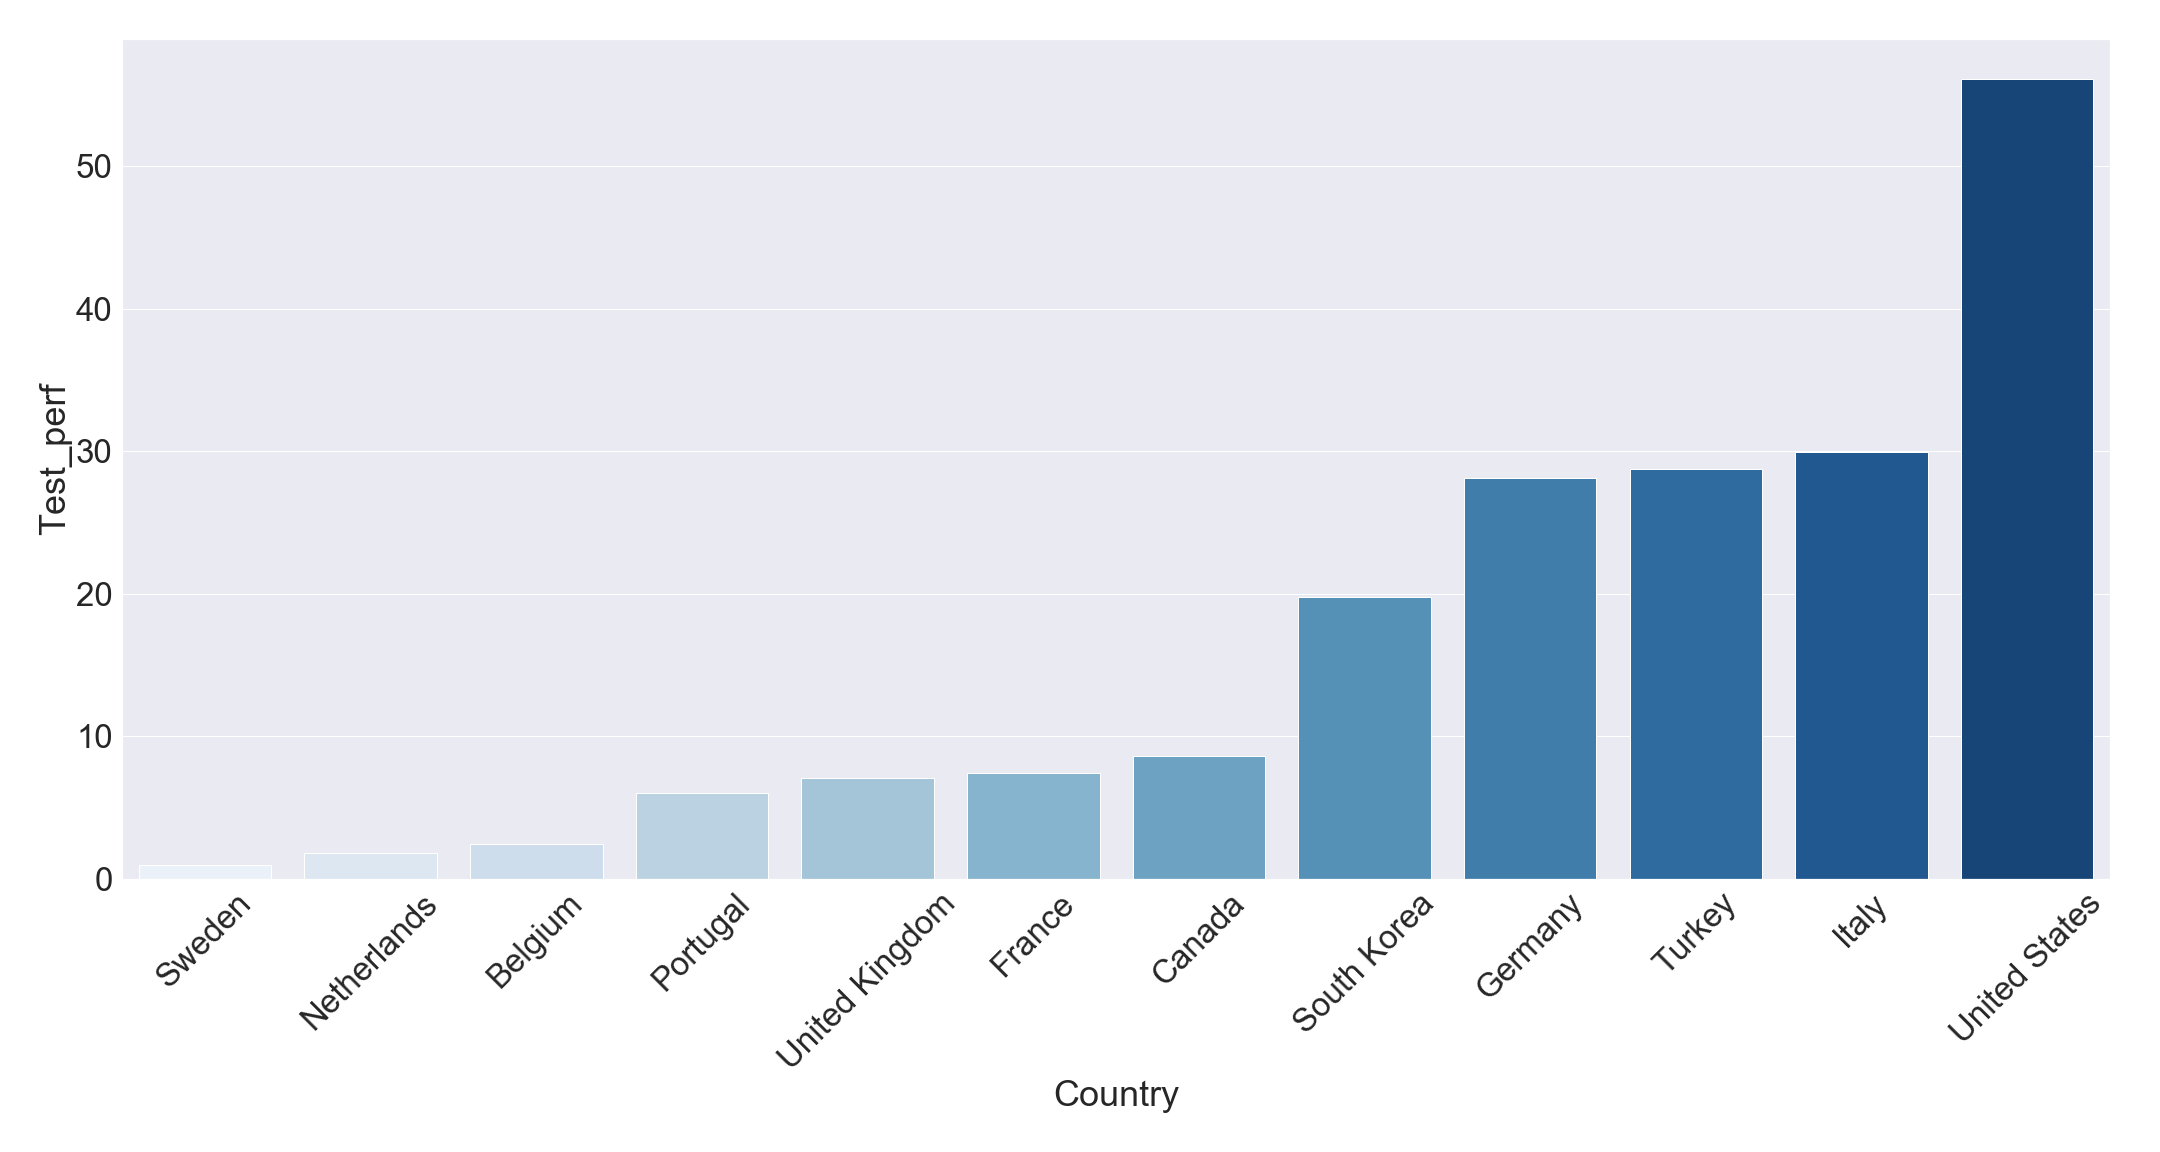 Test_perf
50
40
30
20
10
0
Sweden
Netherlands
Belgium
Portugal
United Kingdom
France
Canada
South Korea
Germany
Turkey
Italy
United States
Country